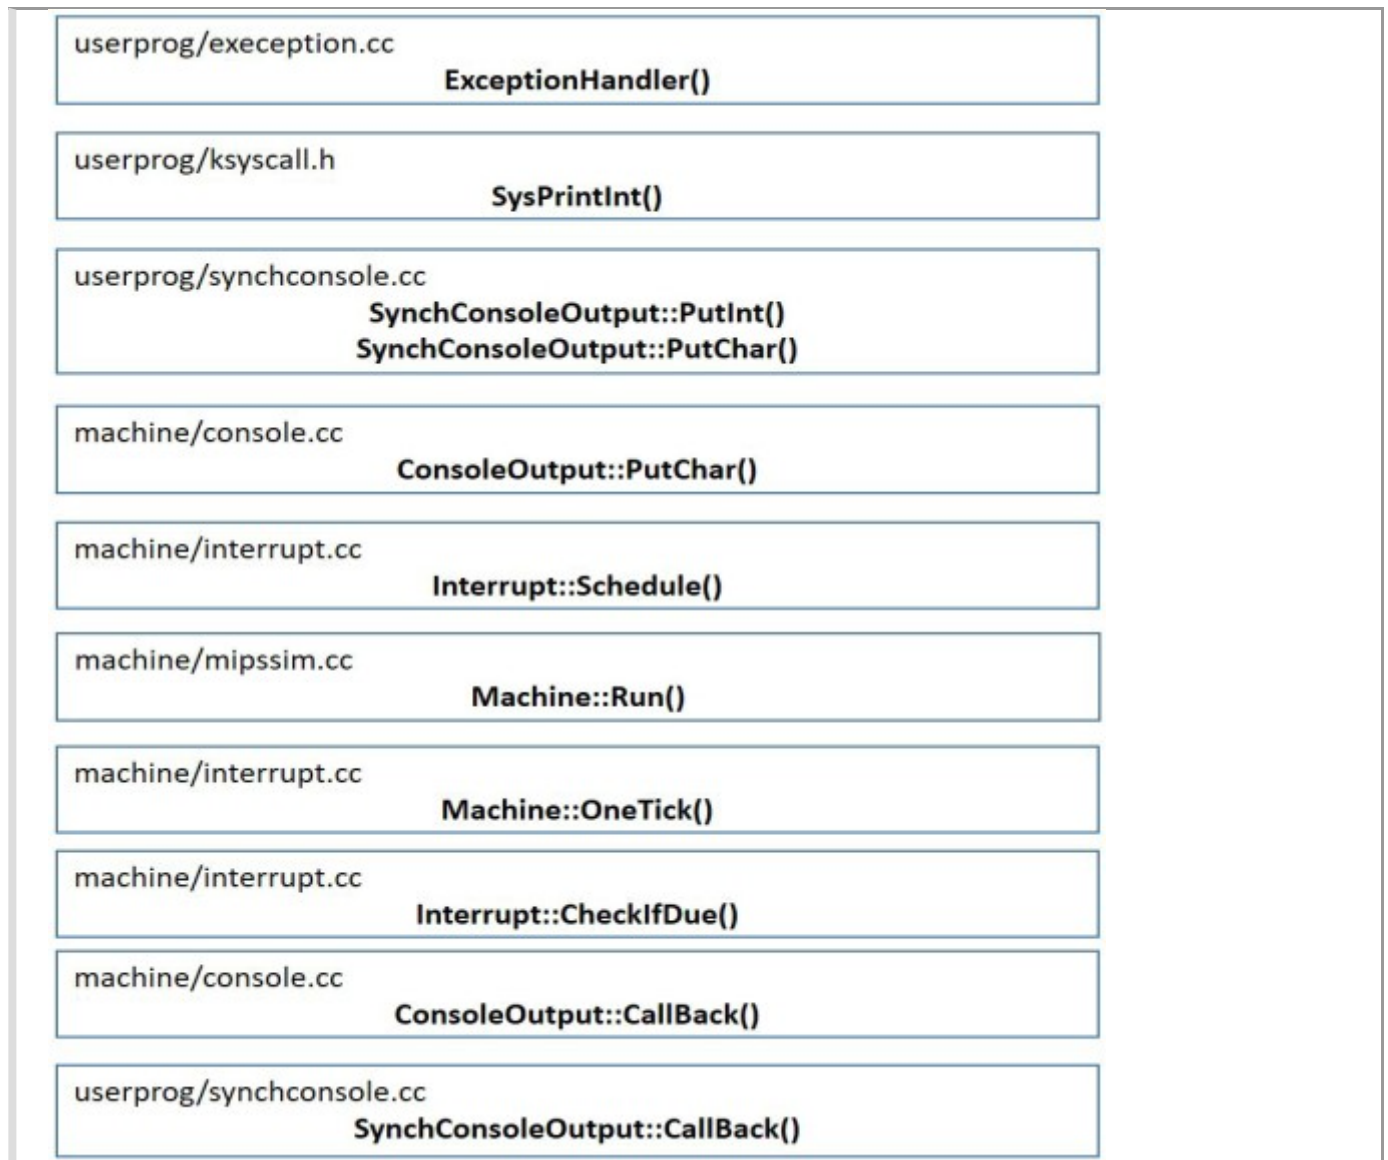 userprog/exeception.cc
ExceptionHandler()
userprog/ksyscall.h
SysPrintInt()
userprog/synchconsole.cc
SynchConsoleOutput::PutInt()
SynchConsoleOutput::PutChar()
machine/console.cc
ConsoleOutput::PutChar()
machine/interrupt.cc
Interrupt::Schedule()
machine/mipssim.cc
Machine::Run()
machine/interrupt.cc
Machine::OneTick()
machine/interrupt.cc
Interrupt::CheckIfDue()
machine/console.cc
ConsoleOutput::CallBack()
userprog/synchconsole.cc
SynchConsoleOutput::CallBack()